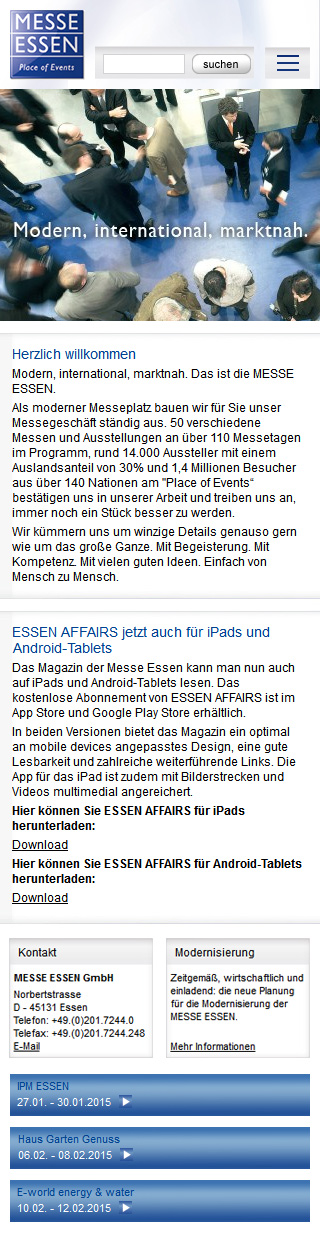 MESSE
ESSEN
Place of Events
suchen
Modern, international, marktnah.
Herzlich willkommen
Modern, international, marktnah. Das ist die MESSE
ESSEN.
Als moderner Messeplatz bauen wir für Sie unser
Messegeschäft ständig aus. 50 verschiedene
Messen und Ausstellungen an über 110 Messetagen
im Programm, rund 14.000 Aussteller mit einem
Auslandsanteil von 30% und 1,4 Millionen Besucher
aus über 140 Nationen am "Place of Events“
bestätigen uns in unserer Arbeit und treiben uns an,
immer noch ein Stück besser zu werden.
Wir kümmern uns um winzige Details genauso gern
wie um das große Ganze. Mit Begeisterung. Mit
Kompetenz. Mit vielen guten Ideen. Einfach von
Mensch zu Mensch.
ESSEN AFFAIRS jetzt auch für iPads und
Android-Tablets
Das Magazin der Messe Essen kann man nun auch
auf iPads und Android-Tablets lesen. Das
kostenlose Abonnement von ESSEN AFFAIRS ist im
App Store und Google Play Store erhältlich.
In beiden Versionen bietet das Magazin ein optimal
an mobile devices angepasstes Design, eine gute
Lesbarkeit und zahlreiche weiterführende Links. Die
App für das iPad ist zudem mit Bilderstrecken und
Videos multimedial angereichert.
Hier können Sie ESSEN AFFAIRS für iPads
herunterladen:
Download
Hier können Sie ESSEN AFFAIRS für Android-Tablets
herunterladen:
Download
Kontakt
MESSE ESSEN GmbH
Norbertstrasse
D - 45131 Essen
Telefon: +49.(0)201.7244.0
Telefax: +49.(0)201.7244.248
E-Mail
Modernisierung
Zeitgemäß, wirtschaftlich und
einladend: die neue Planung
für die Modernisierung der
MESSE ESSEN.
Mehr Informationen
IPM ESSEN
27.01. - 30.01.2015
Haus Garten Genuss
06.02. - 08.02.2015
E-world energy & water
10.02. - 12.02.2015